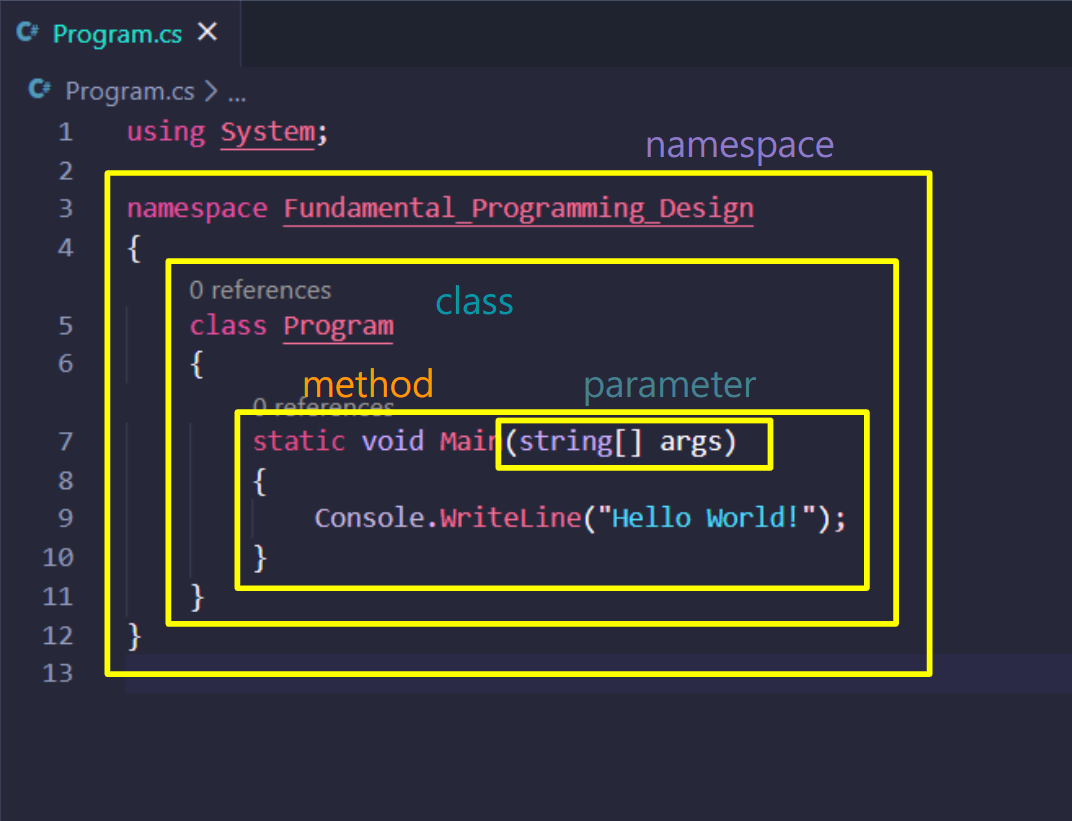 Program.cs
Program.cs > ...
1 using System;
namespace
2
3 namespace Fundamental_Programming_Design
4 {
0 references
class
5 class Program
6 {
method parameter
0 references
7 static void Main(string[] args)
8 {
9 Console.WriteLine("Hello World!");
10 }
11 }
12 }
13